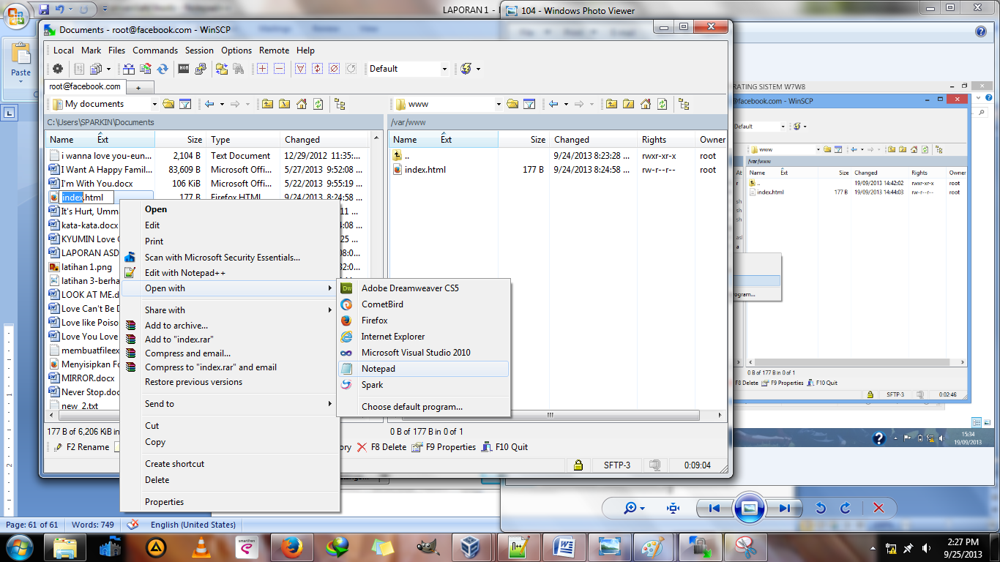 LAPORAN 1 -
104 - Windows Photo Viewer
Paste
Documents - root@facebook.com - WinSCP
Local Mark Files Commands Session Options Remote Help
Default
root@facebook.com
+
My documents
www
C:\Users\SPARKIN\Documents
/var/www
Name Ext Size Type Changed
Name Ext Size Changed Rights Owner
i wanna love you-eun... 2,104 B Text Document 12/29/2012 11:35:...
I Want A Happy Famil... 83,609 B Microsoft Offi... 5/27/2013 9:52:08 ...
I'm With You.docx 106 KiB Microsoft Offi... 5/22/2013 9:55:19 ...
index.html 177 B Firefox HTML 9/24/2013 8:24:58 ...
It's Hurt, Umma
kata-kata.docx
KYUMIN Love
LAPORAN ASD
latihan 1.png
latihan 3-berha
LOOK AT ME.d
Love Can't Be D
Love like Poiso
Love You Love
membuatfileex
Menyisipkan Fo
MIRROR.docx
Never Stop.doc
new_2.txt
.. 9/24/2013 8:23:28 ... rwxr-xr-x root
index.html 177 B 9/24/2013 8:24:58 ... rw-r--r-- root
Open
Edit
Print
Scan with Microsoft Security Essentials...
Edit with Notepad++
Open with
Share with
Add to archive...
Add to "index.rar"
Compress and email...
Compress to "index.rar" and email
Restore previous versions
Send to
Cut
Copy
Create shortcut
Delete
Properties
Adobe Dreamweaver CS5
CometBird
Firefox
Internet Explorer
Microsoft Visual Studio 2010
Notepad
Spark
Choose default program...
177 B of 6,206 KiB in
0 B of 177 B in 0 of 1
F2 Rename
ory F8 Delete F9 Properties F10 Quit
SFTP-3 0:09:04
RATING SISTEM W7W8
@facebook.com - WinSCP
Default
www
/var/www
Name Ext Size Changed Rights Owner
.. 19/09/2013 14:42:02 rwxr-xr-x root
index.html 177 B 19/09/2013 14:44:03 rw-r--r-- root
ogram...
0 B of 177 B in 0 of 1
F8 Delete F9 Properties F10 Quit
SFTP-3 0:02:46
15:34
19/09/2013
Page: 61 of 61 Words: 749 English (United States)
2:27 PM
9/25/2013